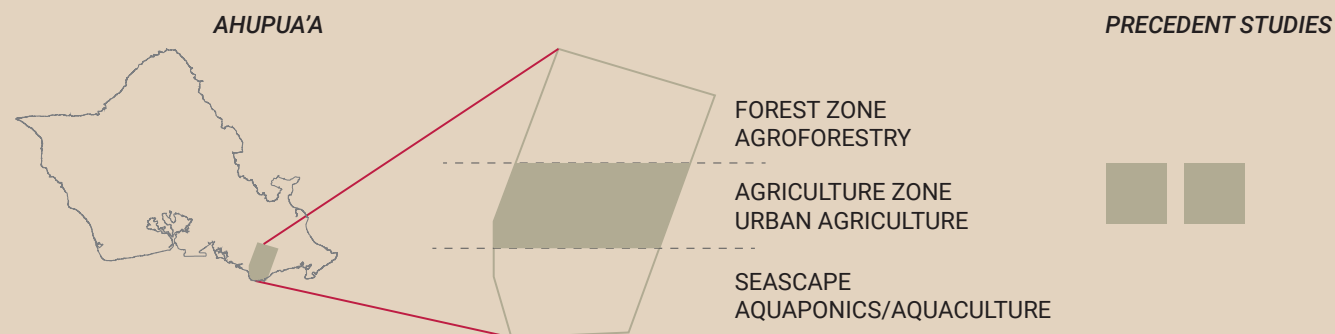 AHUPUA'A
PRECEDENT STUDIES
FOREST ZONE
AGROFORESTRY
AGRICULTURE ZONE
URBAN AGRICULTURE
SEASCAPE
AQUAPONICS/AQUACULTURE